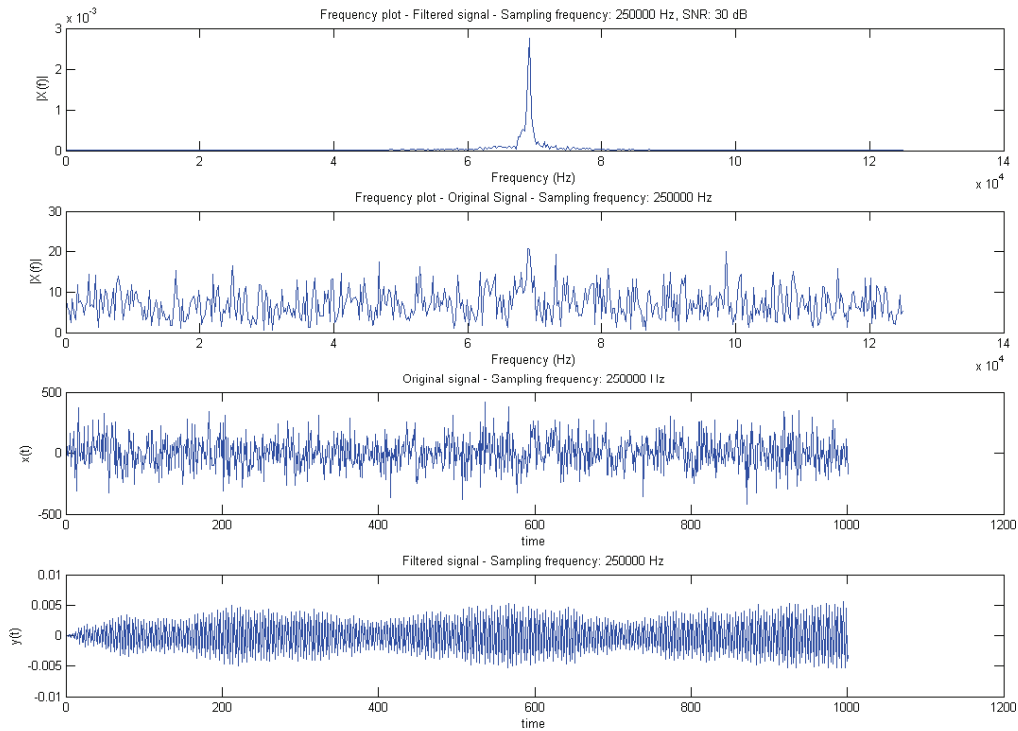 Frequency plot - Filtered signal - Sampling frequency: 250000 Hz, SNR: 30 dB
x 10^-3
3
2
1
0
|X(f)|
0 2 4 6 8 10 12 14
Frequency (Hz)
x 10^4
Frequency plot - Original Signal - Sampling frequency: 250000 Hz
30
20
10
0
|X(f)|
0 2 4 6 8 10 12 14
Frequency (Hz)
x 10^4
Original signal - Sampling frequency: 250000 Hz
500
0
-500
x(t)
0 200 400 600 800 1000 1200
time
Filtered signal - Sampling frequency: 250000 Hz
0.01
0.005
0
-0.005
-0.01
y(t)
0 200 400 600 800 1000 1200
time